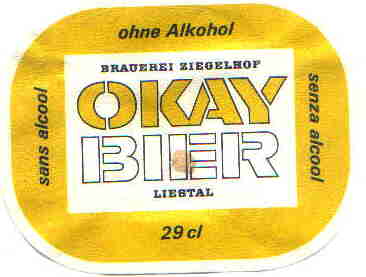 ohne Alkohol
BRAUEREI ZIEGELHOF
OKAY
BIER
LIESTAL
sans alcool
senza alcool
29 cl